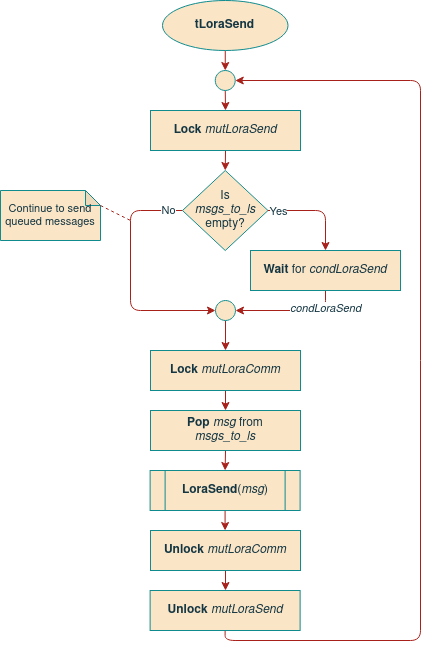 tLoraSend
Lock mutLoraSend
Is
msgs_to_ls
empty?
No
Yes
Continue to send
queued messages
Wait for condLoraSend
condLoraSend
Lock mutLoraComm
Pop msg from
msgs_to_ls
LoraSend(msg)
Unlock mutLoraComm
Unlock mutLoraSend